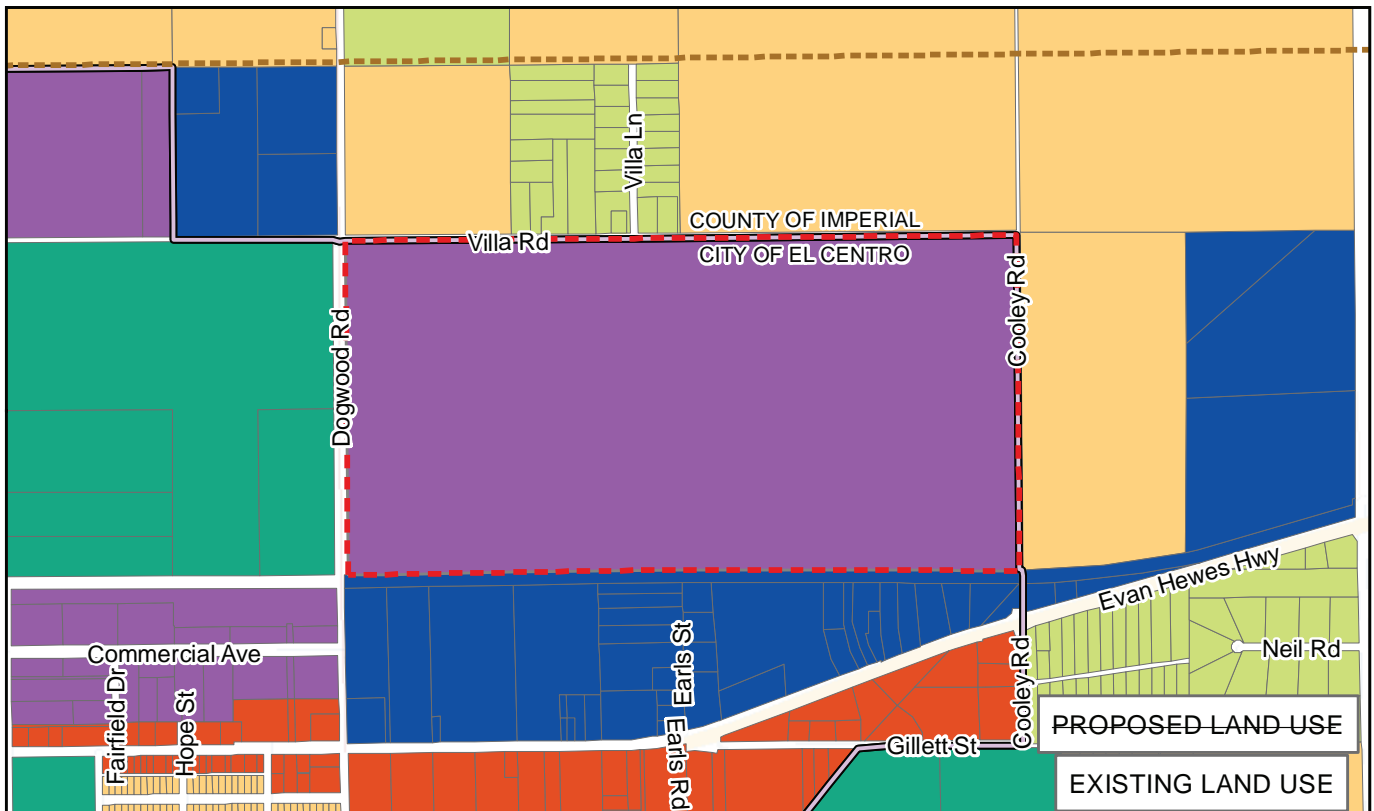 Villa Ln
COUNTY OF IMPERIAL
Villa Rd
CITY OF EL CENTRO
Cooley Rd
Dogwood Rd
Evan Hewes Hwy
Earls St
Commercial Ave
Neil Rd
Fairfield Dr
Hope St
Cooley Rd
PROPOSED LAND USE
Earls Rd
Gillett St
EXISTING LAND USE